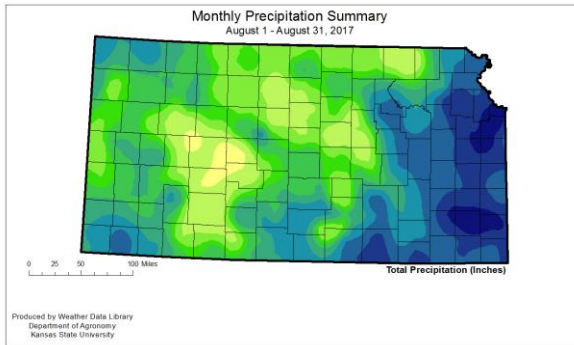 Monthly Precipitation Summary
August 1 - August 31, 2017
0 25 50 100 Miles
Total Precipitation (Inches)
Produced by Weather Data Library
Department of Agronomy
Kansas State University